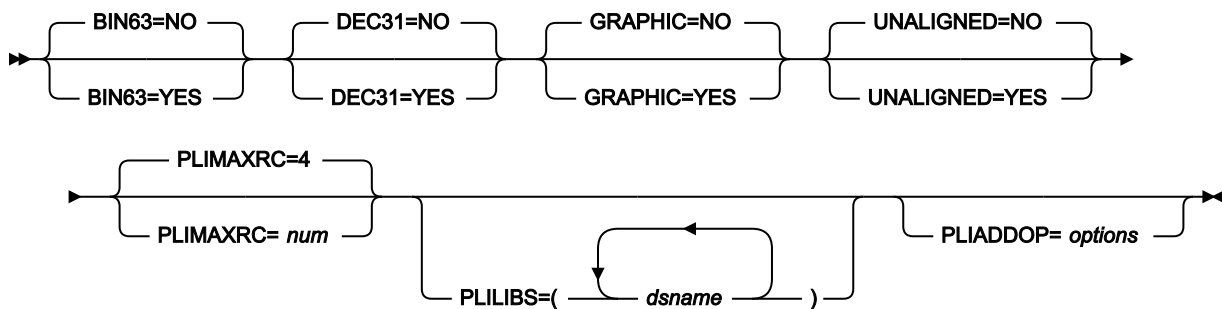 BIN63=NO DEC31=NO GRAPHIC=NO UNALIGNED=NO
BIN63=YES DEC31=YES GRAPHIC=YES UNALIGNED=YES
PLIMAXRC=4
PLIMAXRC= num PLIADDOP= options
PLILIBS=( dsname )